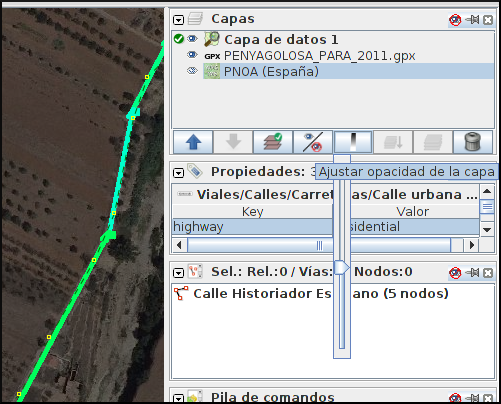 Capas
Capa de datos 1
GPX PENYAGOLOSA_PARA_2011.gpx
PNOA (España)
Propiedades: 3
Ajustar opacidad de la capa
Viales/Calles/Carret as/Calle urbana ...
Key Valor
highway sidential
Sel.: Rel.:0 / Vías: Nodos:0
Calle Historiador Es ano (5 nodos)
Pila de comandos